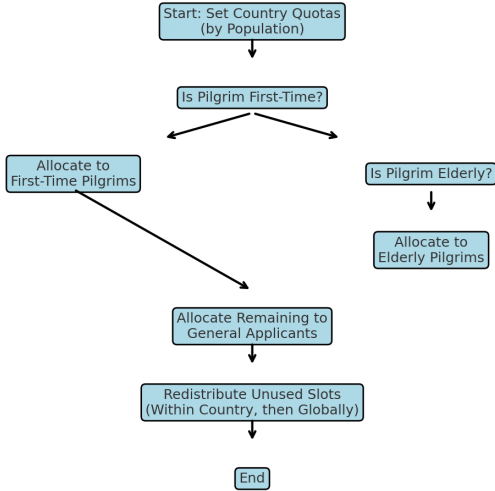 Start: Set Country Quotas
(by Population)
Is Pilgrim First-Time?
Allocate to
First-Time Pilgrims
Is Pilgrim Elderly?
Allocate to
Elderly Pilgrims
Allocate Remaining to
General Applicants
Redistribute Unused Slots
(Within Country, then Globally)
End